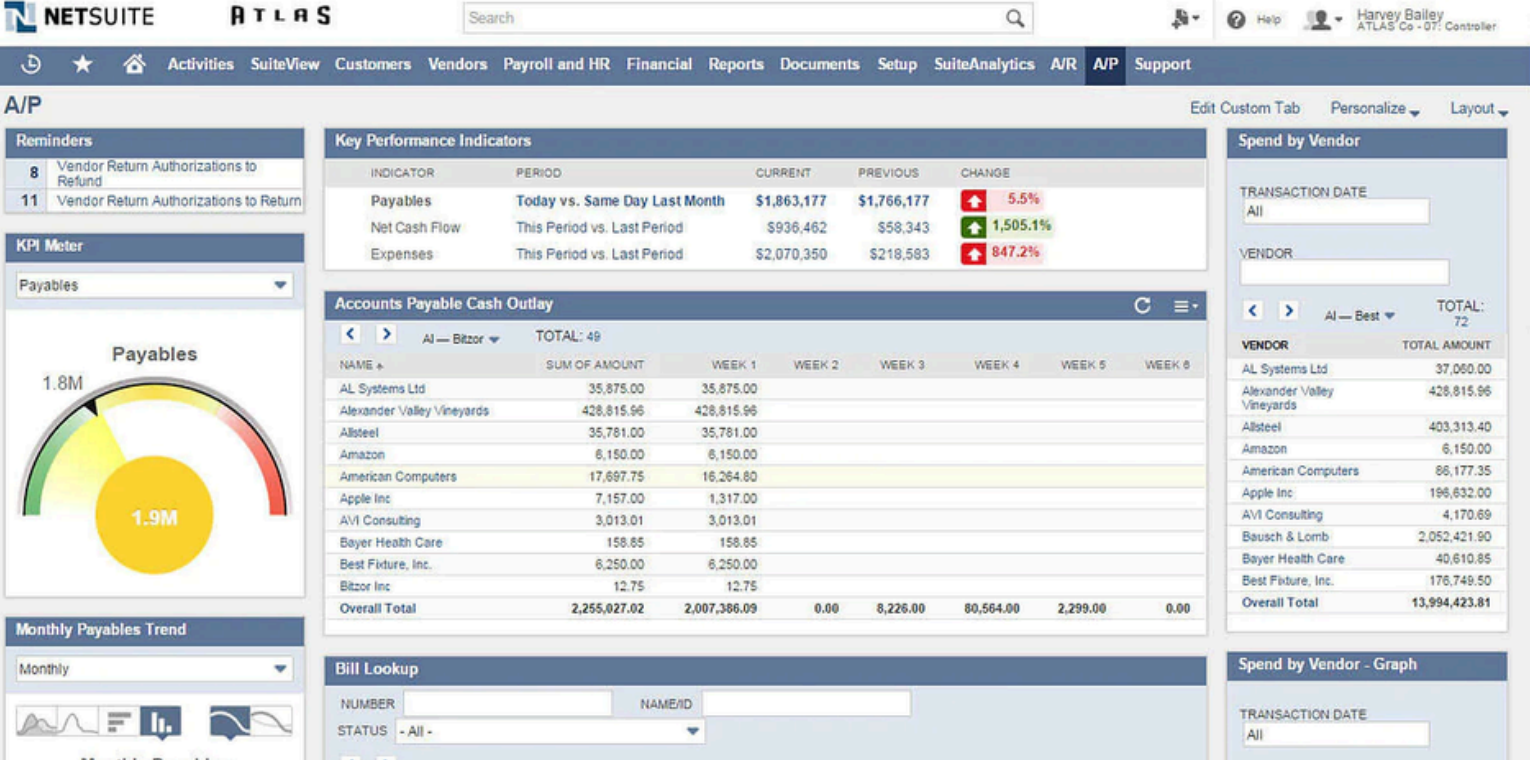 NETSUITE ATLAS Search Help Harvey Bailey
ATLAS Co - 07: Controller
Activities SuiteView Customers Vendors Payroll and HR Financial Reports Documents Setup SuiteAnalytics A/R A/P Support
A/P
Edit Custom Tab Personalize Layout
Reminders
8 Vendor Return Authorizations to
Refund
11 Vendor Return Authorizations to Return
KPI Meter
Payables
Payables
1.8M
1.9M
Monthly Payables Trend
Monthly
Key Performance Indicators
INDICATOR PERIOD CURRENT PREVIOUS CHANGE
Payables Today vs. Same Day Last Month $1,863,177 $1,766,177 5.5%
Net Cash Flow This Period vs. Last Period $936,462 $58,343 1,505.1%
Expenses This Period vs. Last Period $2,070,350 $218,583 847.2%
Accounts Payable Cash Outlay
Al — Bitzor TOTAL: 49
NAME SUM OF AMOUNT WEEK 1 WEEK 2 WEEK 3 WEEK 4 WEEK 5 WEEK 6
AL Systems Ltd 35,875.00 35,875.00
Alexander Valley Vineyards 428,815.96 428,815.96
Allsteel 35,781.00 35,781.00
Amazon 6,150.00 6,150.00
American Computers 17,697.75 16,264.80
Apple Inc 7,157.00 1,317.00
AVI Consulting 3,013.01 3,013.01
Bayer Health Care 158.85 158.85
Best Fixture, Inc. 6,250.00 6,250.00
Bitzor Inc 12.75 12.75
Overall Total 2,255,027.02 2,007,386.09 0.00 8,226.00 80,564.00 2,299.00 0.00
Bill Lookup
NUMBER NAME/ID
STATUS - All -
Spend by Vendor
TRANSACTION DATE
All
VENDOR
Al — Best TOTAL:
72
VENDOR TOTAL AMOUNT
AL Systems Ltd 37,060.00
Alexander Valley 428,815.96
Vineyards
Allsteel 403,313.40
Amazon 6,150.00
American Computers 86,177.35
Apple Inc 196,632.00
AVI Consulting 4,170.69
Bausch & Lomb 2,052,421.90
Bayer Health Care 40,610.85
Best Fixture, Inc. 176,749.50
Overall Total 13,994,423.81
Spend by Vendor - Graph
TRANSACTION DATE
All